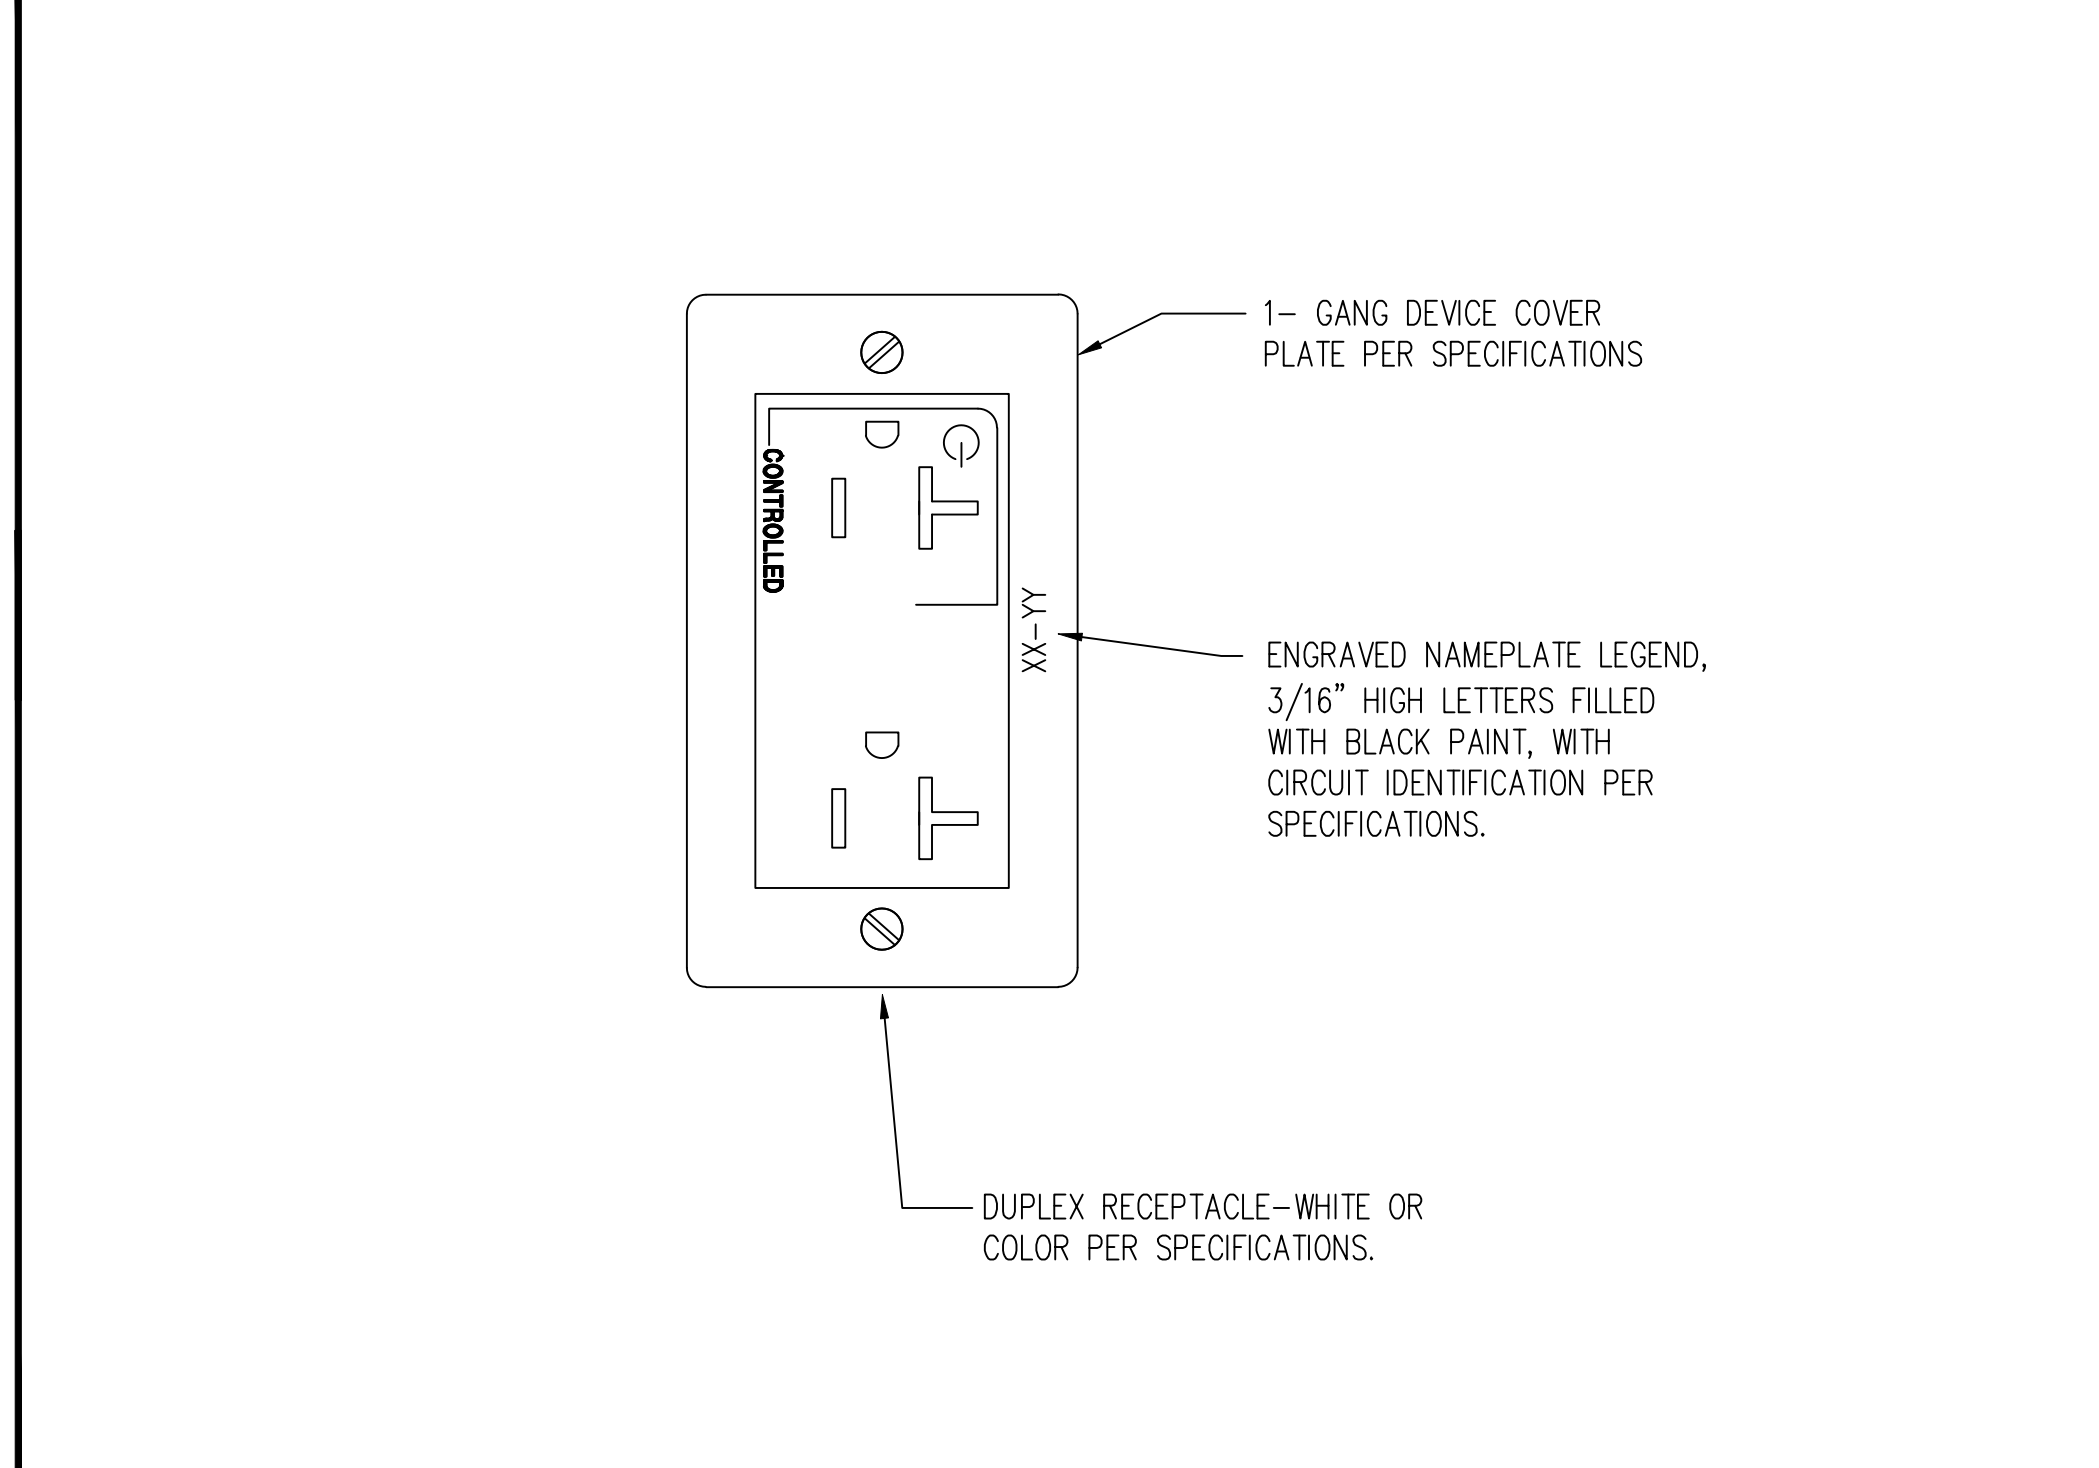 1- GANG DEVICE COVER
PLATE PER SPECIFICATIONS
CONTROLLED
XX-YY
ENGRAVED NAMEPLATE LEGEND,
3/16" HIGH LETTERS FILLED
WITH BLACK PAINT, WITH
CIRCUIT IDENTIFICATION PER
SPECIFICATIONS.
DUPLEX RECEPTACLE-WHITE OR
COLOR PER SPECIFICATIONS.